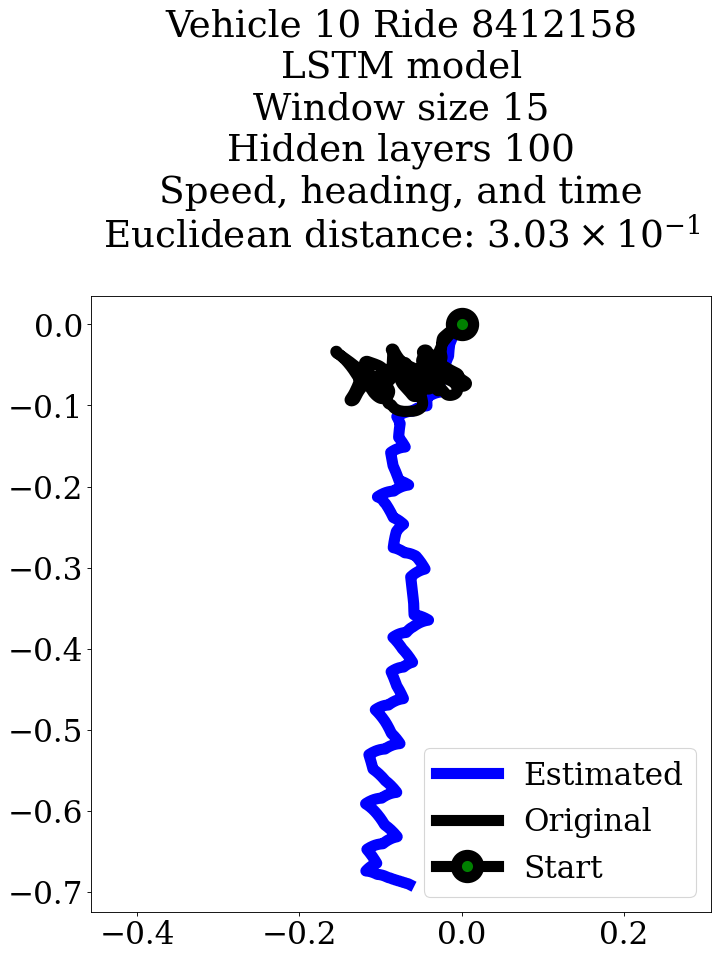 Vehicle 10 Ride 8412158
LSTM model
Window size 15
Hidden layers 100
Speed, heading, and time
Euclidean distance: 3.03 × 10⁻¹
0.0
−0.1
−0.2
−0.3
−0.4
−0.5
−0.6
−0.7
−0.4 −0.2 0.0 0.2
Estimated
Original
Start